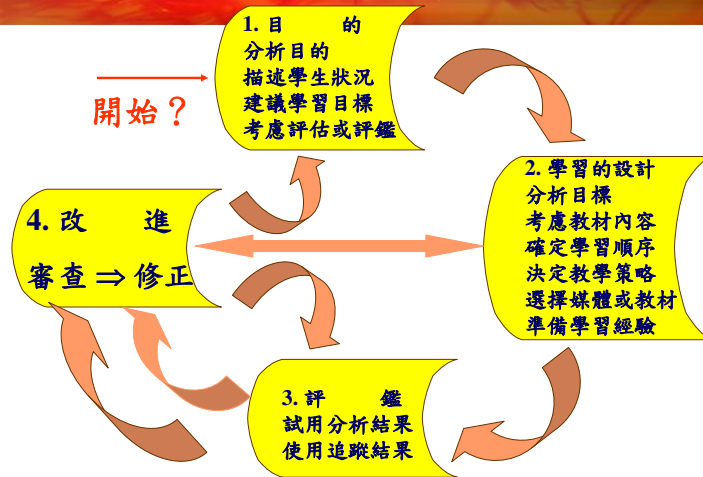 開始？
1. 目 的
分析目的
描述學生狀況
建議學習目標
考慮評估或評鑑
2. 學習的設計
分析目標
考慮教材內容
確定學習順序
決定教學策略
選擇媒體或教材
準備學習經驗
3. 評 鑑
試用分析結果
使用追蹤結果
4. 改 進
審查 ⇒ 修正